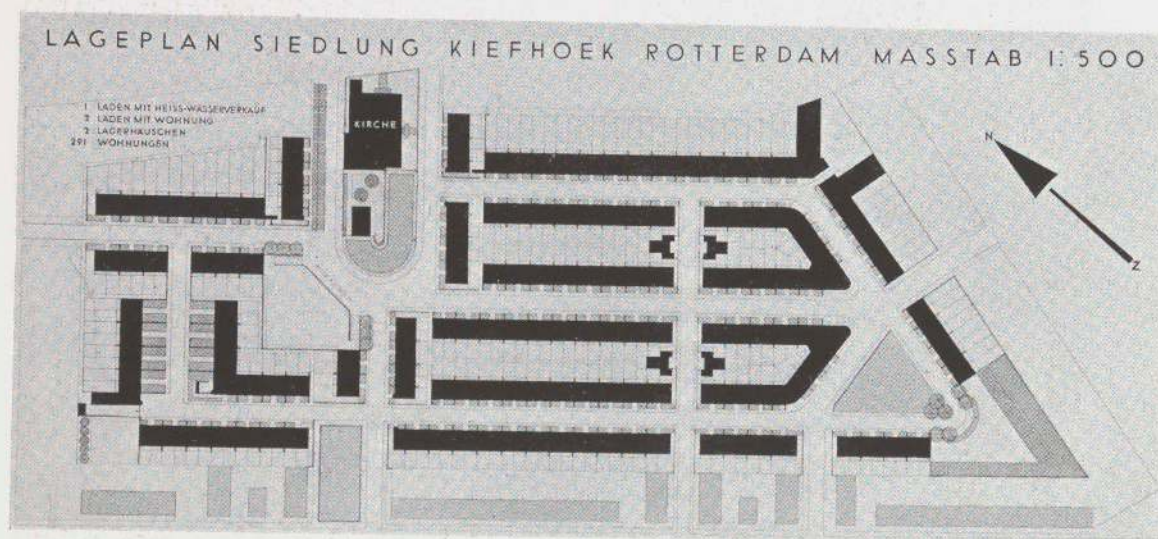 LAGEPLAN SIEDLUNG KIEFHOEK ROTTERDAM MASSTAB 1:500
1 LADEN MIT HEISS-WASSERVERKAUF
2 LADEN MIT WOHNUNG
2 LAGERHÄUSCHEN
291 WOHNUNGEN
KIRCHE
N
Z